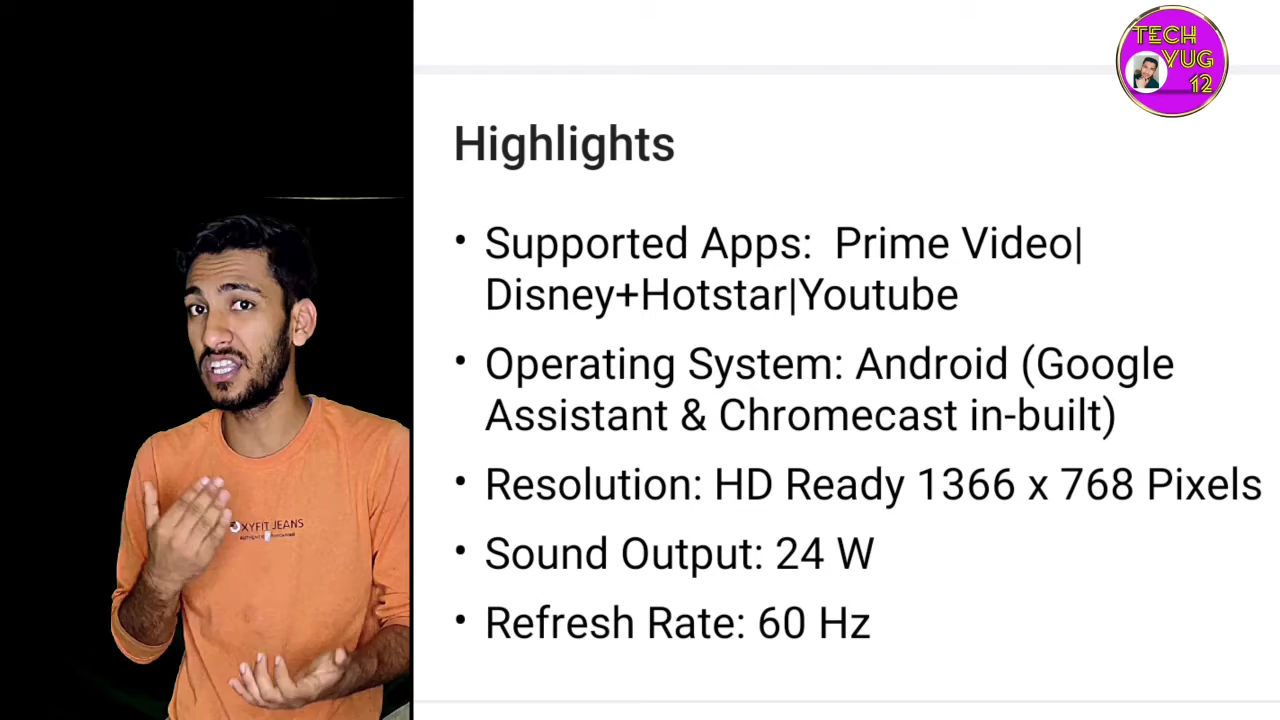 TECH
YUG
12
Highlights
• Supported Apps:  Prime Video|
Disney+Hotstar|Youtube
• Operating System: Android (Google
Assistant & Chromecast in-built)
• Resolution: HD Ready 1366 x 768 Pixels
• Sound Output: 24 W
• Refresh Rate: 60 Hz
XYFIT JEANS